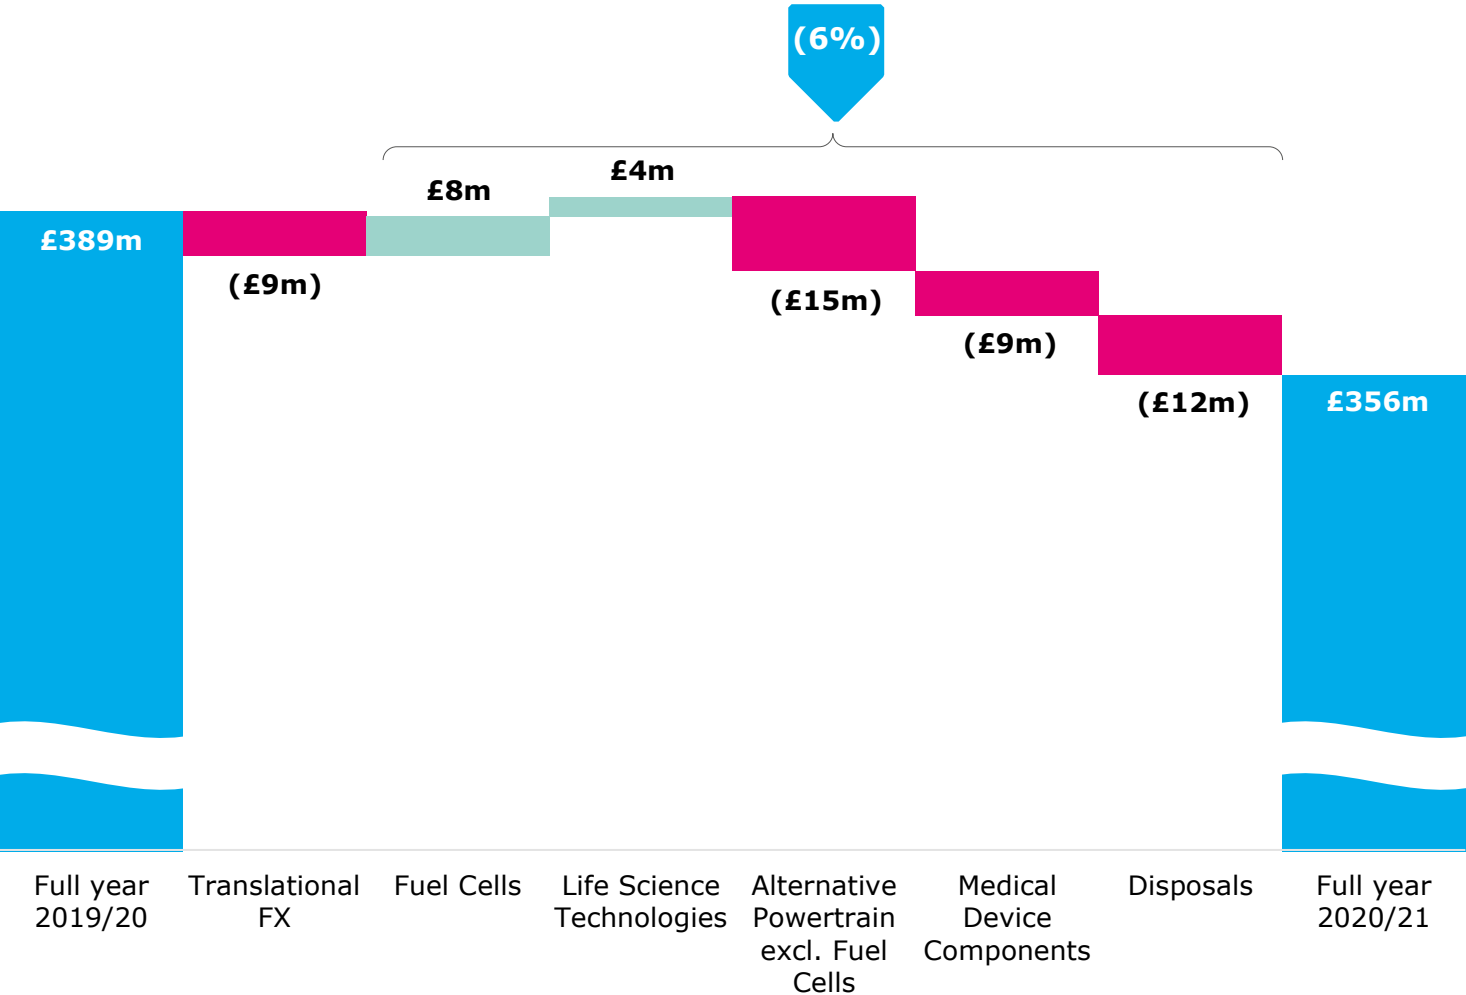 (6%)
£4m
£8m
£389m
(£9m)
(£15m)
(£9m)
(£12m)
£356m
Full year
2019/20
Translational
FX
Fuel Cells
Life Science
Technologies
Alternative
Powertrain
excl. Fuel
Cells
Medical
Device
Components
Disposals
Full year
2020/21